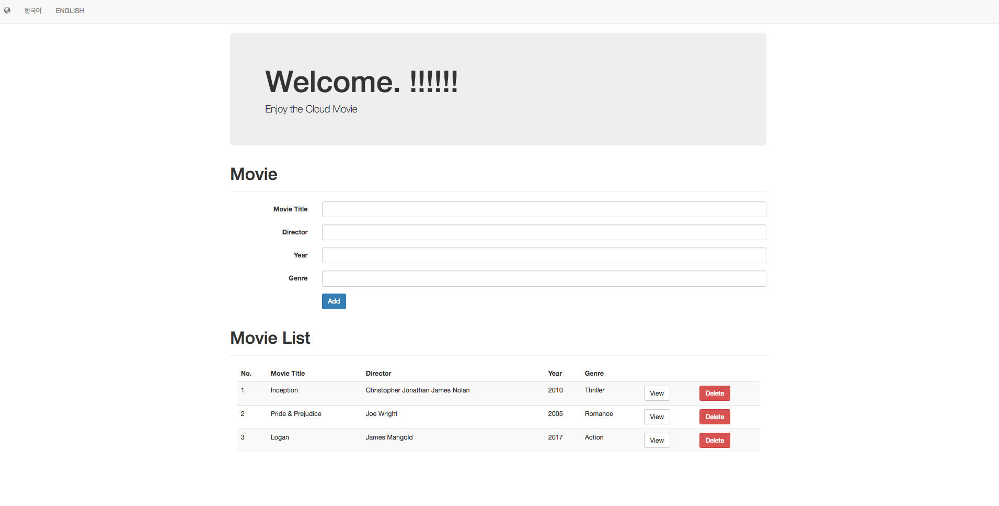 한국어 ENGLISH
Welcome. !!!!!!
Enjoy the Cloud Movie
Movie
Movie Title
Director
Year
Genre
Add
Movie List
No. Movie Title Director Year Genre
1 Inception Christopher Jonathan James Nolan 2010 Thriller View Delete
2 Pride & Prejudice Joe Wright 2005 Romance View Delete
3 Logan James Mangold 2017 Action View Delete